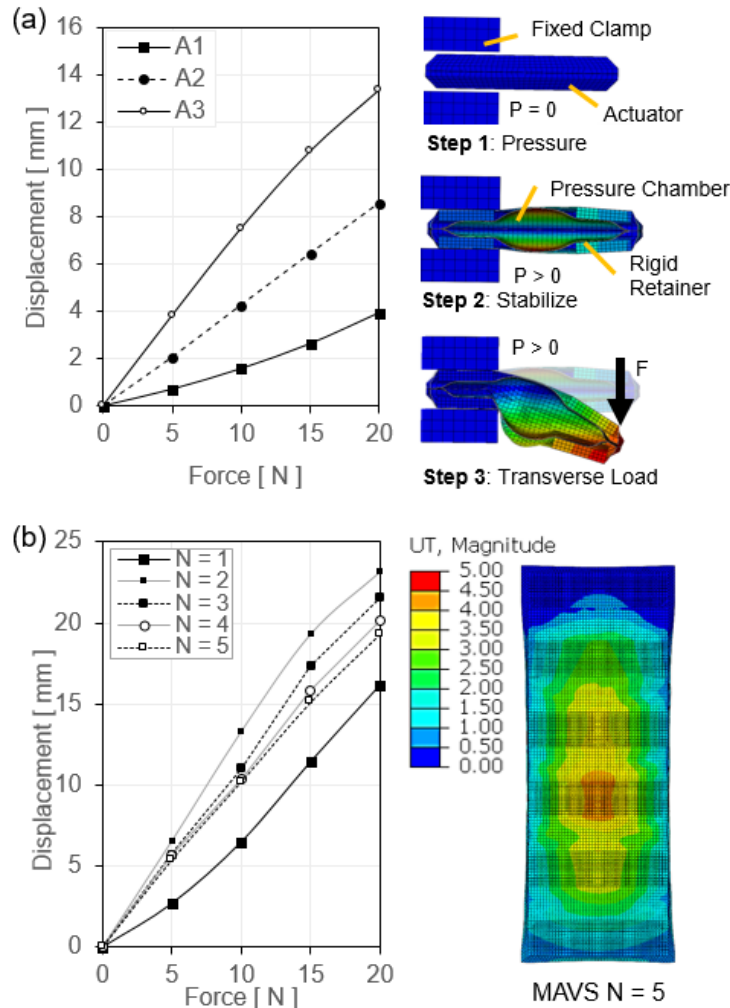 (a)
16
14
12
10
8
6
4
2
0
Displacement [ mm ]
A1
A2
A3
0
5
10
15
20
Force [ N ]
Fixed Clamp
P = 0
Actuator
Step 1: Pressure
Pressure Chamber
P > 0
Rigid
Retainer
Step 2: Stabilize
P > 0
F
Step 3: Transverse Load
(b)
25
20
15
10
5
0
Displacement [ mm ]
N = 1
N = 2
N = 3
N = 4
N = 5
0
5
10
15
20
Force [ N ]
UT, Magnitude
5.00
4.50
4.00
3.50
3.00
2.50
2.00
1.50
1.00
0.50
0.00
MAVS N = 5